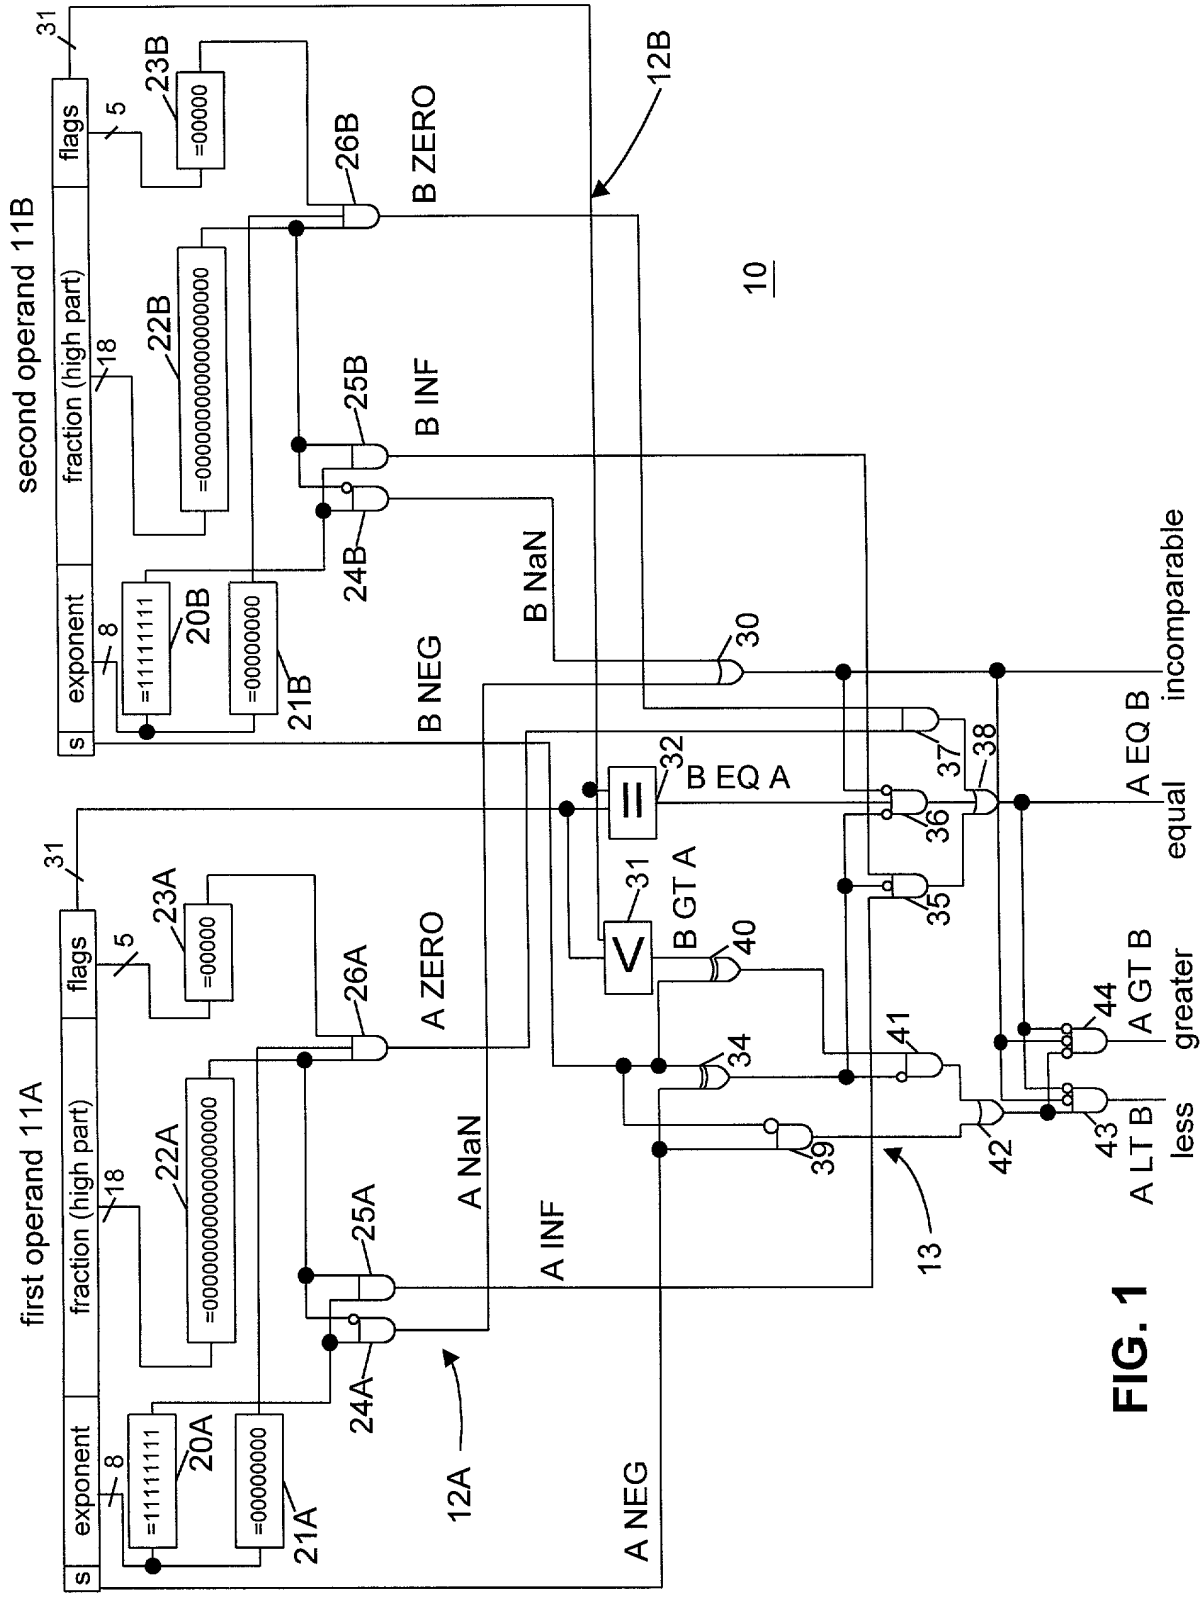 first operand 11A
s
exponent
fraction (high part)
flags
31
8
18
5
=11111111
20A
=00000000
21A
=000000000000000000
22A
=00000
23A
24A
25A
26A
A ZERO
A NaN
A INF
A NEG
12A
second operand 11B
s
exponent
fraction (high part)
flags
31
8
18
5
=11111111
20B
=00000000
21B
=000000000000000000
22B
=00000
23B
24B
25B
26B
B ZERO
B INF
B NaN
B NEG
12B
10
<
31
B GT A
=
32
B EQ A
30
34
40
39
41
42
35
36
37
38
43
44
13
A LT B
less
A GT B
greater
A EQ B
equal
incomparable
FIG. 1